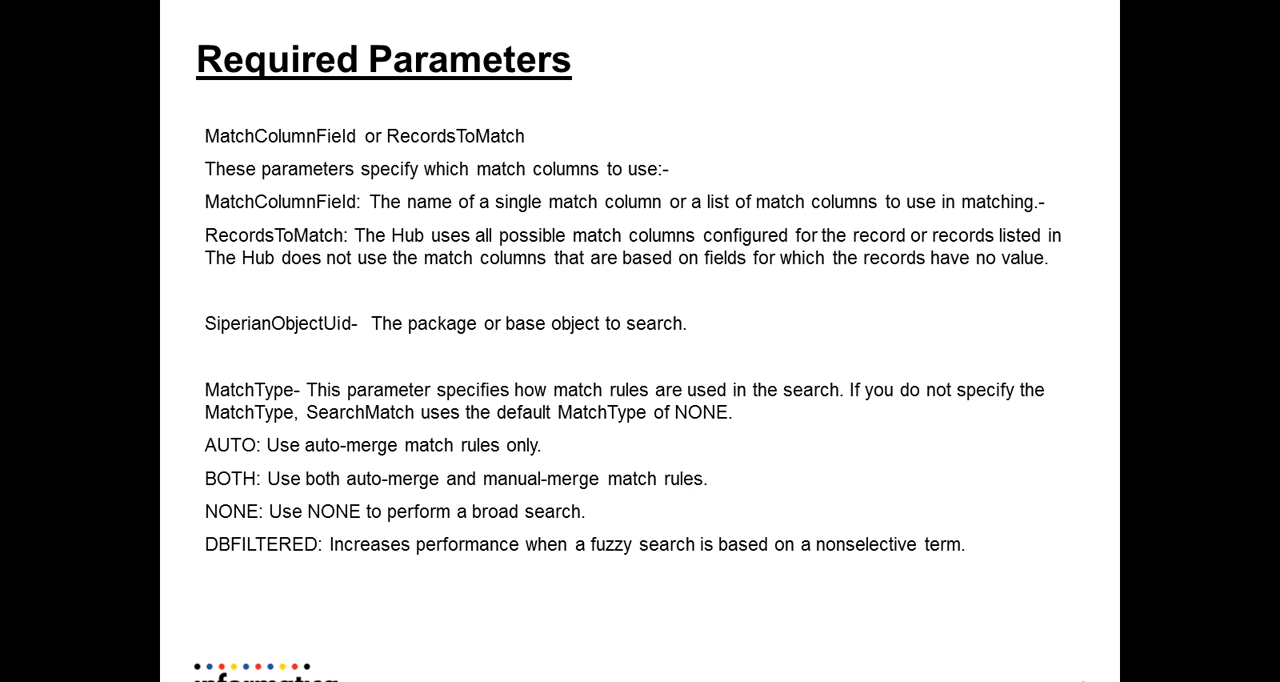 Required Parameters
MatchColumnField or RecordsToMatch
These parameters specify which match columns to use:-
MatchColumnField: The name of a single match column or a list of match columns to use in matching.-
RecordsToMatch: The Hub uses all possible match columns configured for the record or records listed in
The Hub does not use the match columns that are based on fields for which the records have no value.
SiperianObjectUid- The package or base object to search.
MatchType- This parameter specifies how match rules are used in the search. If you do not specify the
MatchType, SearchMatch uses the default MatchType of NONE.
AUTO: Use auto-merge match rules only.
BOTH: Use both auto-merge and manual-merge match rules.
NONE: Use NONE to perform a broad search.
DBFILTERED: Increases performance when a fuzzy search is based on a nonselective term.
informatica